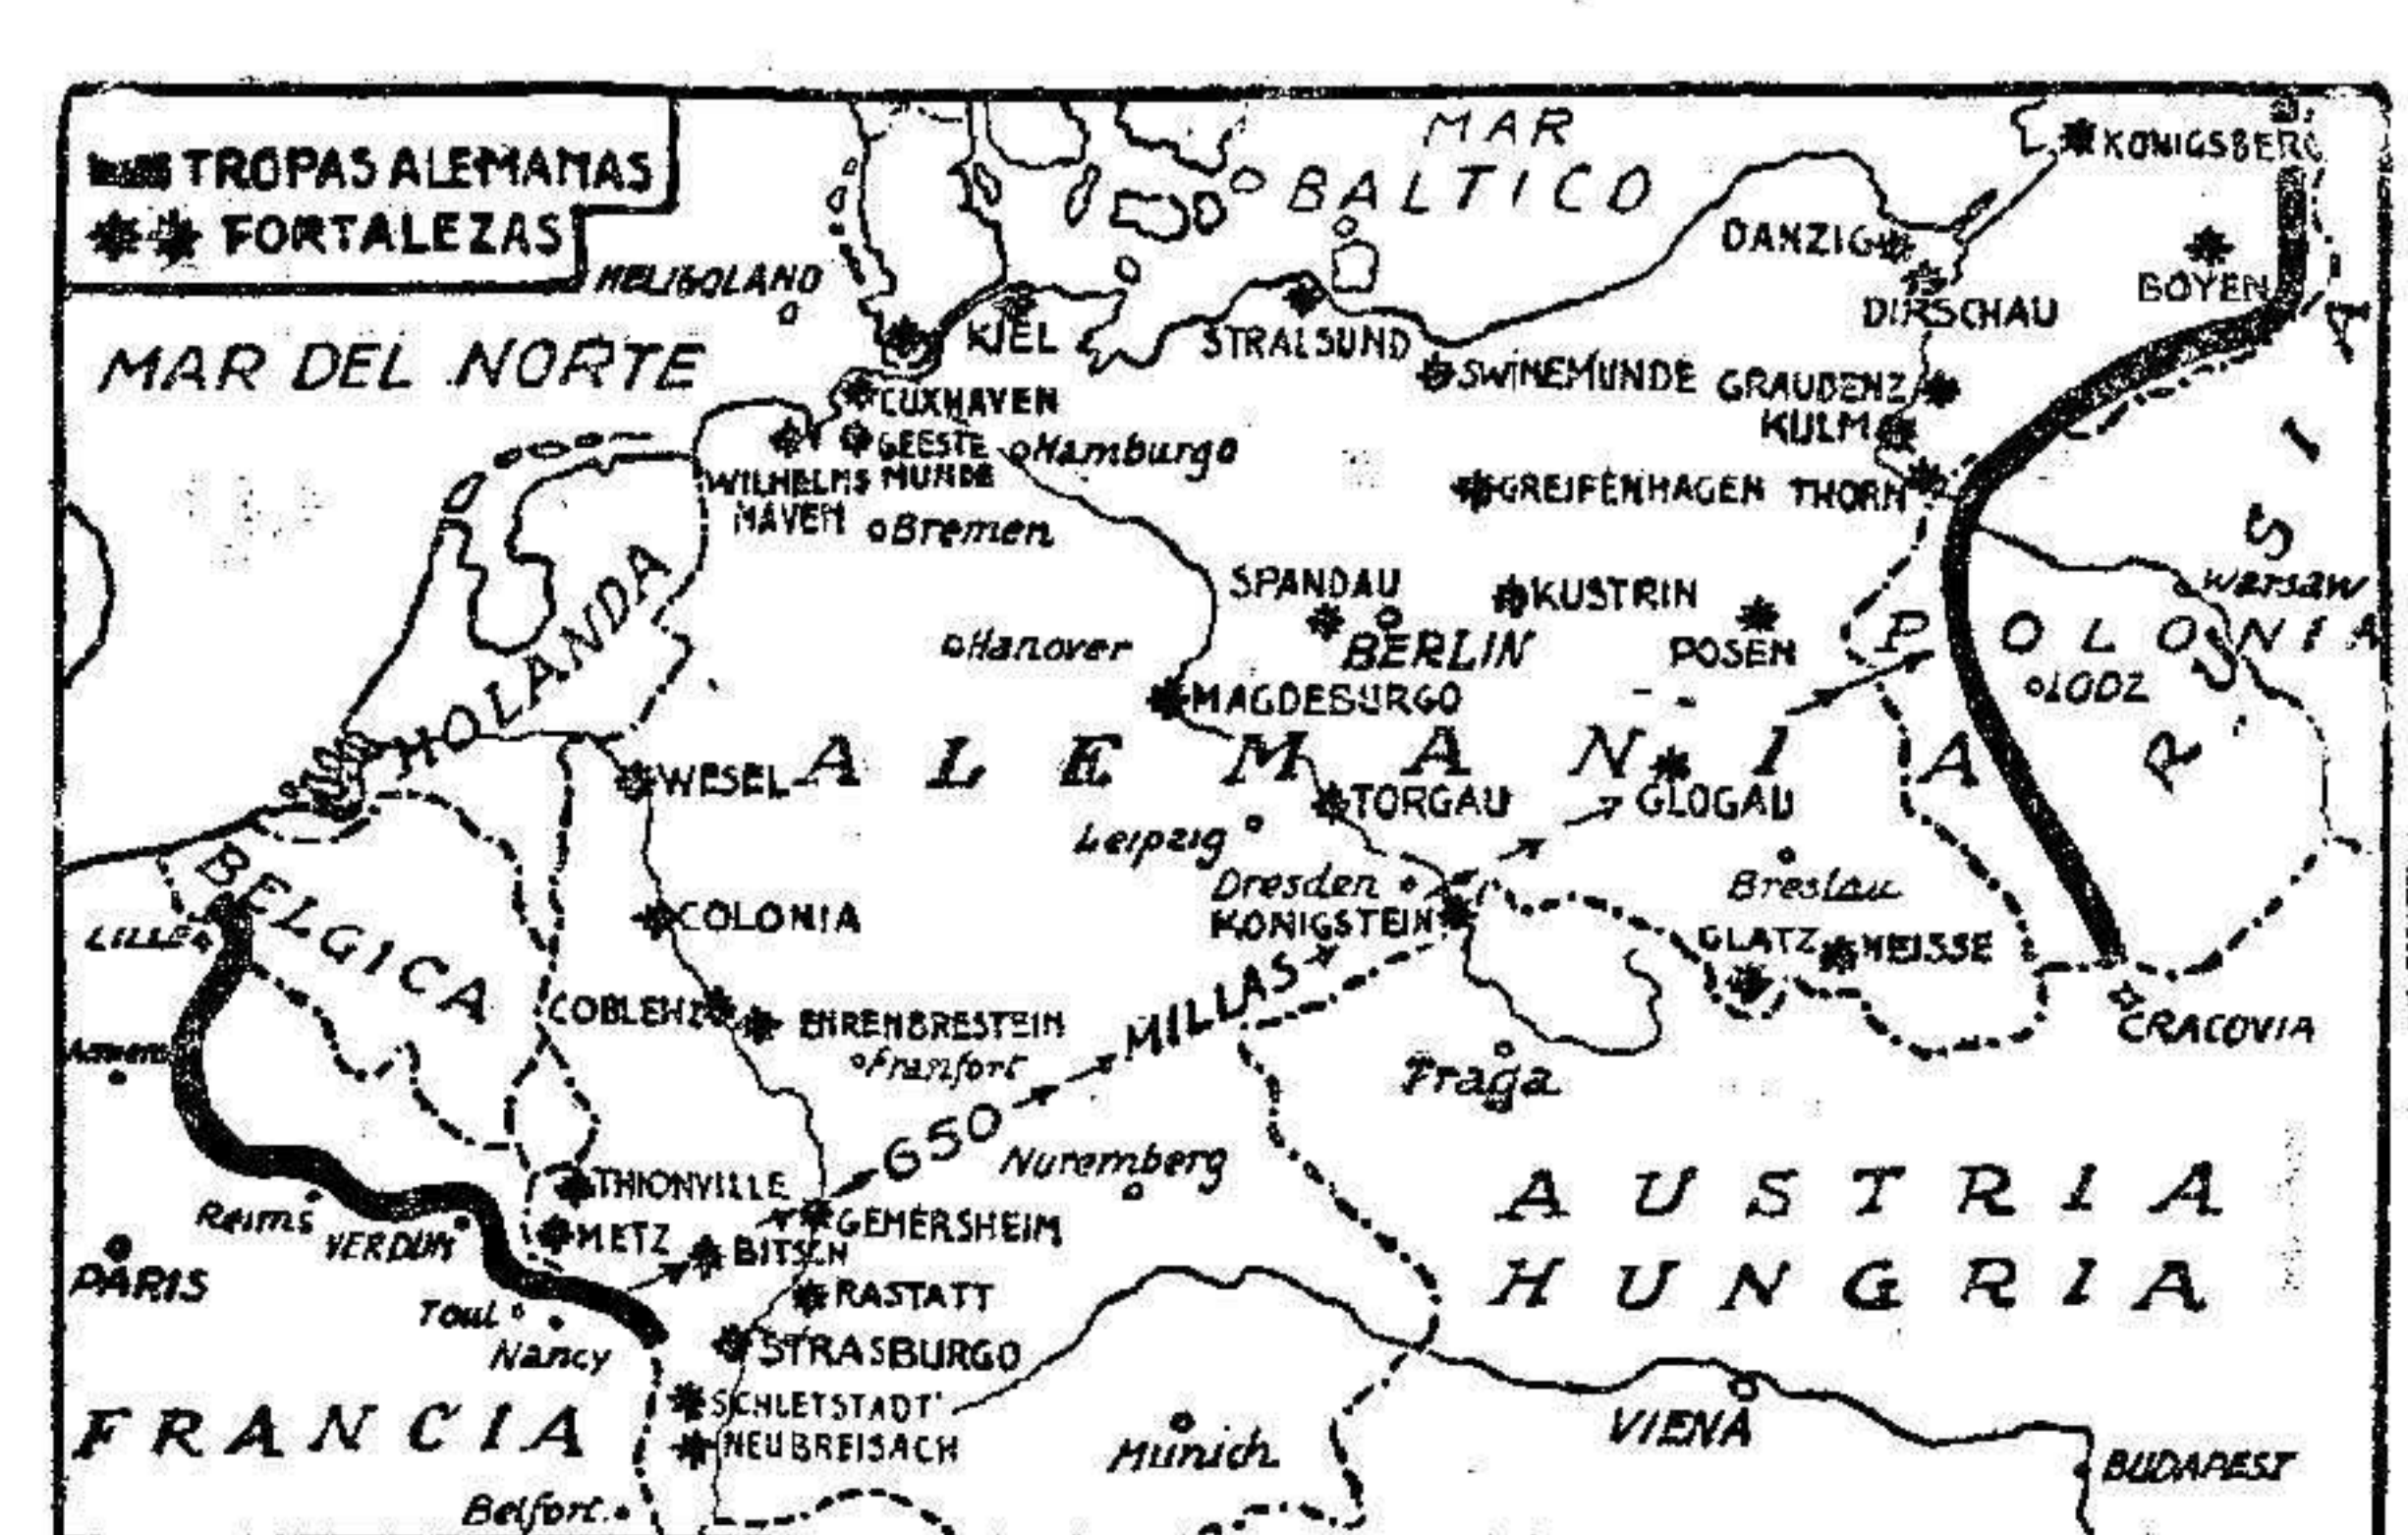 TROPAS ALEMANAS
FORTALEZAS
MAR
BALTICO
KONIGSBERG
HELIGOLAND
DANZIG
BOYEN
DIRSCHAU
MAR DEL NORTE
KIEL
STRALSUND
SWINEMUNDE
GRAUDENZ
KULM
CUXHAVEN
GEESTE
MUNDE
Hamburgo
WILHELMS
HAVEN
Bremen
GREIFENHAGEN
THORN
HOLANDA
SPANDAU
KUSTRIN
Warsaw
Hanover
BERLIN
POSEN
POLONIA
LODZ
RUSIA
MAGDEBURGO
WESEL
ALEMANIA
TORGAU
GLOGAU
Leipzig
BELGICA
Dresden
KONIGSTEIN
Breslau
LILLE
COLONIA
GLATZ
NEISSE
COBLENZ
EHRENBRESTEIN
Franfort
650 MILLAS
Praga
CRACOVIA
Nuremberg
THIONVILLE
METZ
BITSCH
GEMERSHEIM
Reims
VERDUN
PARIS
AUSTRIA
HUNGRIA
RASTATT
Toul
Nancy
STRASBURGO
SCHLETSTADT
NEUBREISACH
FRANCIA
Munich
VIENA
BUDAPEST
Belfort